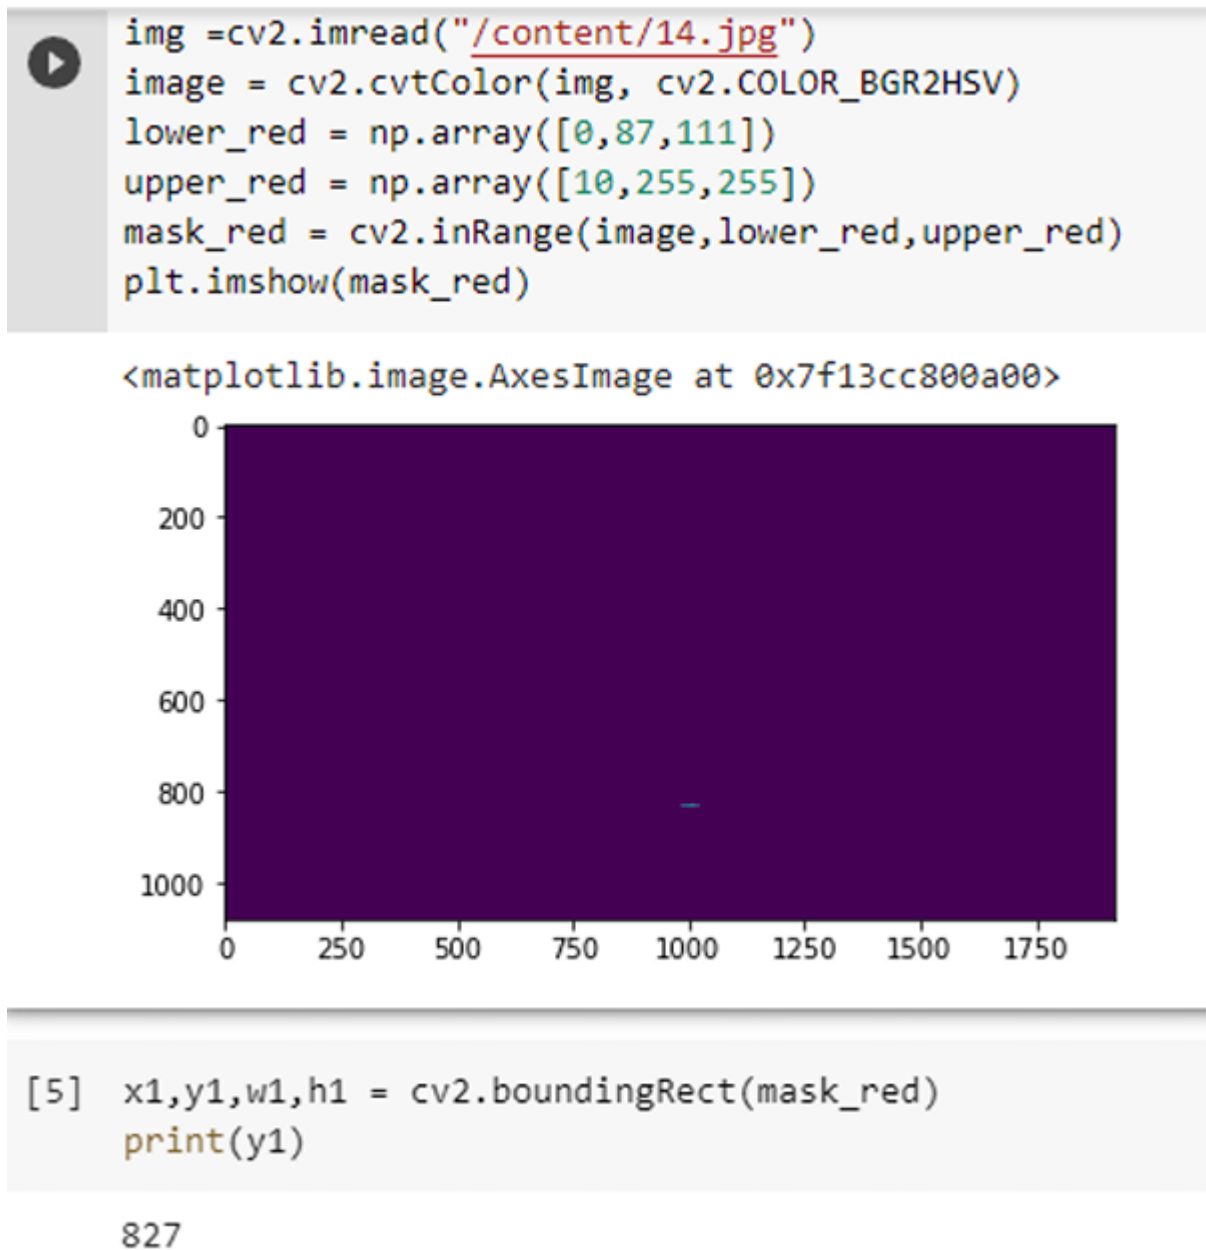 img =cv2.imread("/content/14.jpg")
image = cv2.cvtColor(img, cv2.COLOR_BGR2HSV)
lower_red = np.array([0,87,111])
upper_red = np.array([10,255,255])
mask_red = cv2.inRange(image,lower_red,upper_red)
plt.imshow(mask_red)
<matplotlib.image.AxesImage at 0x7f13cc800a00>
0
200
400
600
800
1000
0 250 500 750 1000 1250 1500 1750
[5] x1,y1,w1,h1 = cv2.boundingRect(mask_red)
print(y1)
827